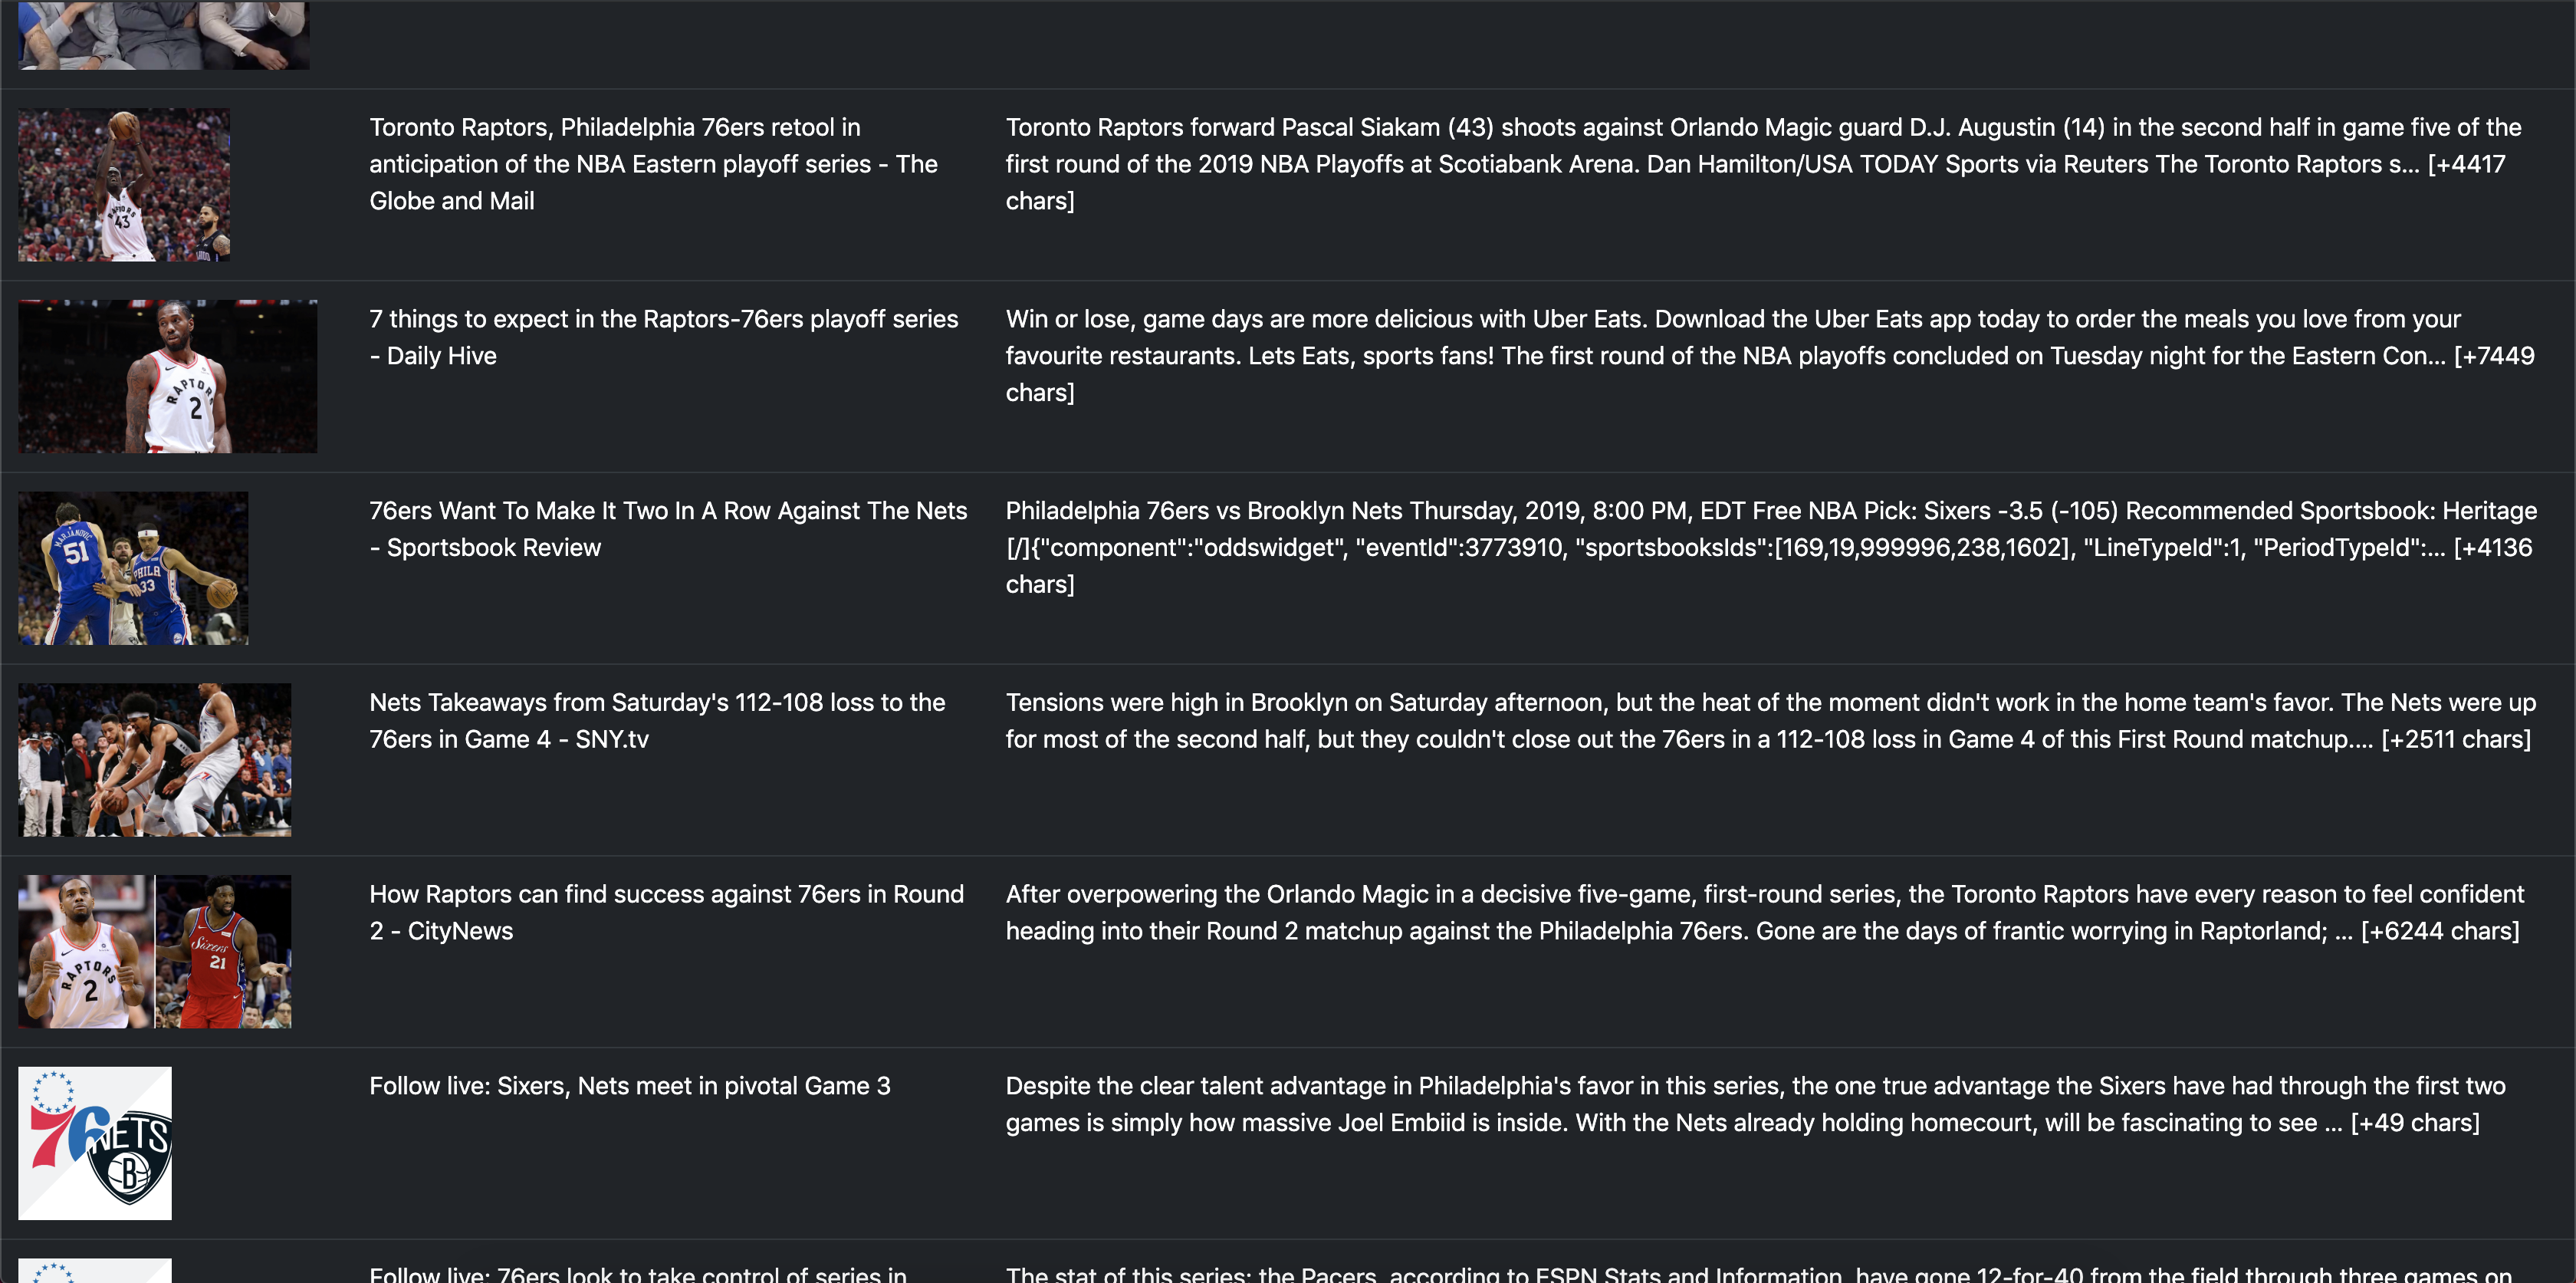 Toronto Raptors, Philadelphia 76ers retool in
anticipation of the NBA Eastern playoff series - The
Globe and Mail
Toronto Raptors forward Pascal Siakam (43) shoots against Orlando Magic guard D.J. Augustin (14) in the second half in game five of the
first round of the 2019 NBA Playoffs at Scotiabank Arena. Dan Hamilton/USA TODAY Sports via Reuters The Toronto Raptors s... [+4417
chars]
RAPTORS
43
7 things to expect in the Raptors-76ers playoff series
- Daily Hive
Win or lose, game days are more delicious with Uber Eats. Download the Uber Eats app today to order the meals you love from your
favourite restaurants. Lets Eats, sports fans! The first round of the NBA playoffs concluded on Tuesday night for the Eastern Con... [+7449
chars]
RAPTORS
2
76ers Want To Make It Two In A Row Against The Nets
- Sportsbook Review
Philadelphia 76ers vs Brooklyn Nets Thursday, 2019, 8:00 PM, EDT Free NBA Pick: Sixers -3.5 (-105) Recommended Sportsbook: Heritage
[/]{"component":"oddswidget", "eventId":3773910, "sportsbooksIds":[169,19,999996,238,1602], "LineTypeId":1, "PeriodTypeId":... [+4136
chars]
MARJANOVIC
51
PHILA
33
Nets Takeaways from Saturday's 112-108 loss to the
76ers in Game 4 - SNY.tv
Tensions were high in Brooklyn on Saturday afternoon, but the heat of the moment didn't work in the home team's favor. The Nets were up
for most of the second half, but they couldn't close out the 76ers in a 112-108 loss in Game 4 of this First Round matchup.... [+2511 chars]
How Raptors can find success against 76ers in Round
2 - CityNews
After overpowering the Orlando Magic in a decisive five-game, first-round series, the Toronto Raptors have every reason to feel confident
heading into their Round 2 matchup against the Philadelphia 76ers. Gone are the days of frantic worrying in Raptorland; ... [+6244 chars]
RAPTORS
2
Sixers
21
Follow live: Sixers, Nets meet in pivotal Game 3
Despite the clear talent advantage in Philadelphia's favor in this series, the one true advantage the Sixers have had through the first two
games is simply how massive Joel Embiid is inside. With the Nets already holding homecourt, will be fascinating to see ... [+49 chars]
76
NETS
B
Follow live: 76ers look to take control of series in
The stat of this series: the Pacers, according to ESPN Stats and Information, have gone 12-for-40 from the field through three games on